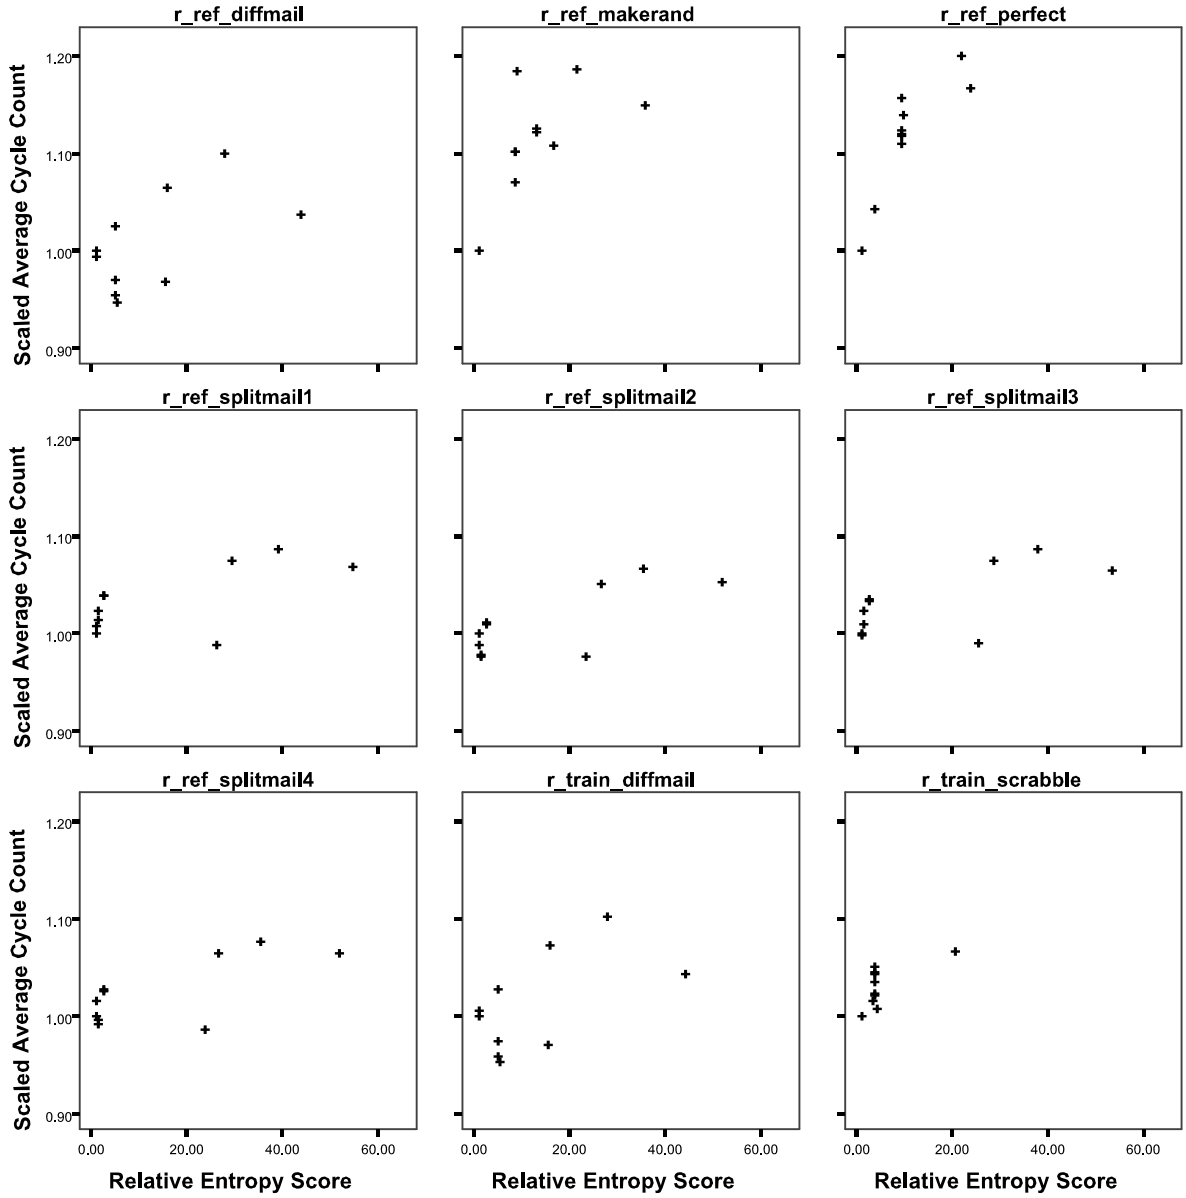 r_ref_diffmail r_ref_makerand r_ref_perfect
Scaled Average Cycle Count
1.20
1.10
1.00
0.90
r_ref_splitmail1 r_ref_splitmail2 r_ref_splitmail3
Scaled Average Cycle Count
1.20
1.10
1.00
0.90
r_ref_splitmail4 r_train_diffmail r_train_scrabble
Scaled Average Cycle Count
1.20
1.10
1.00
0.90
0.00 20.00 40.00 60.00 0.00 20.00 40.00 60.00 0.00 20.00 40.00 60.00
Relative Entropy Score Relative Entropy Score Relative Entropy Score